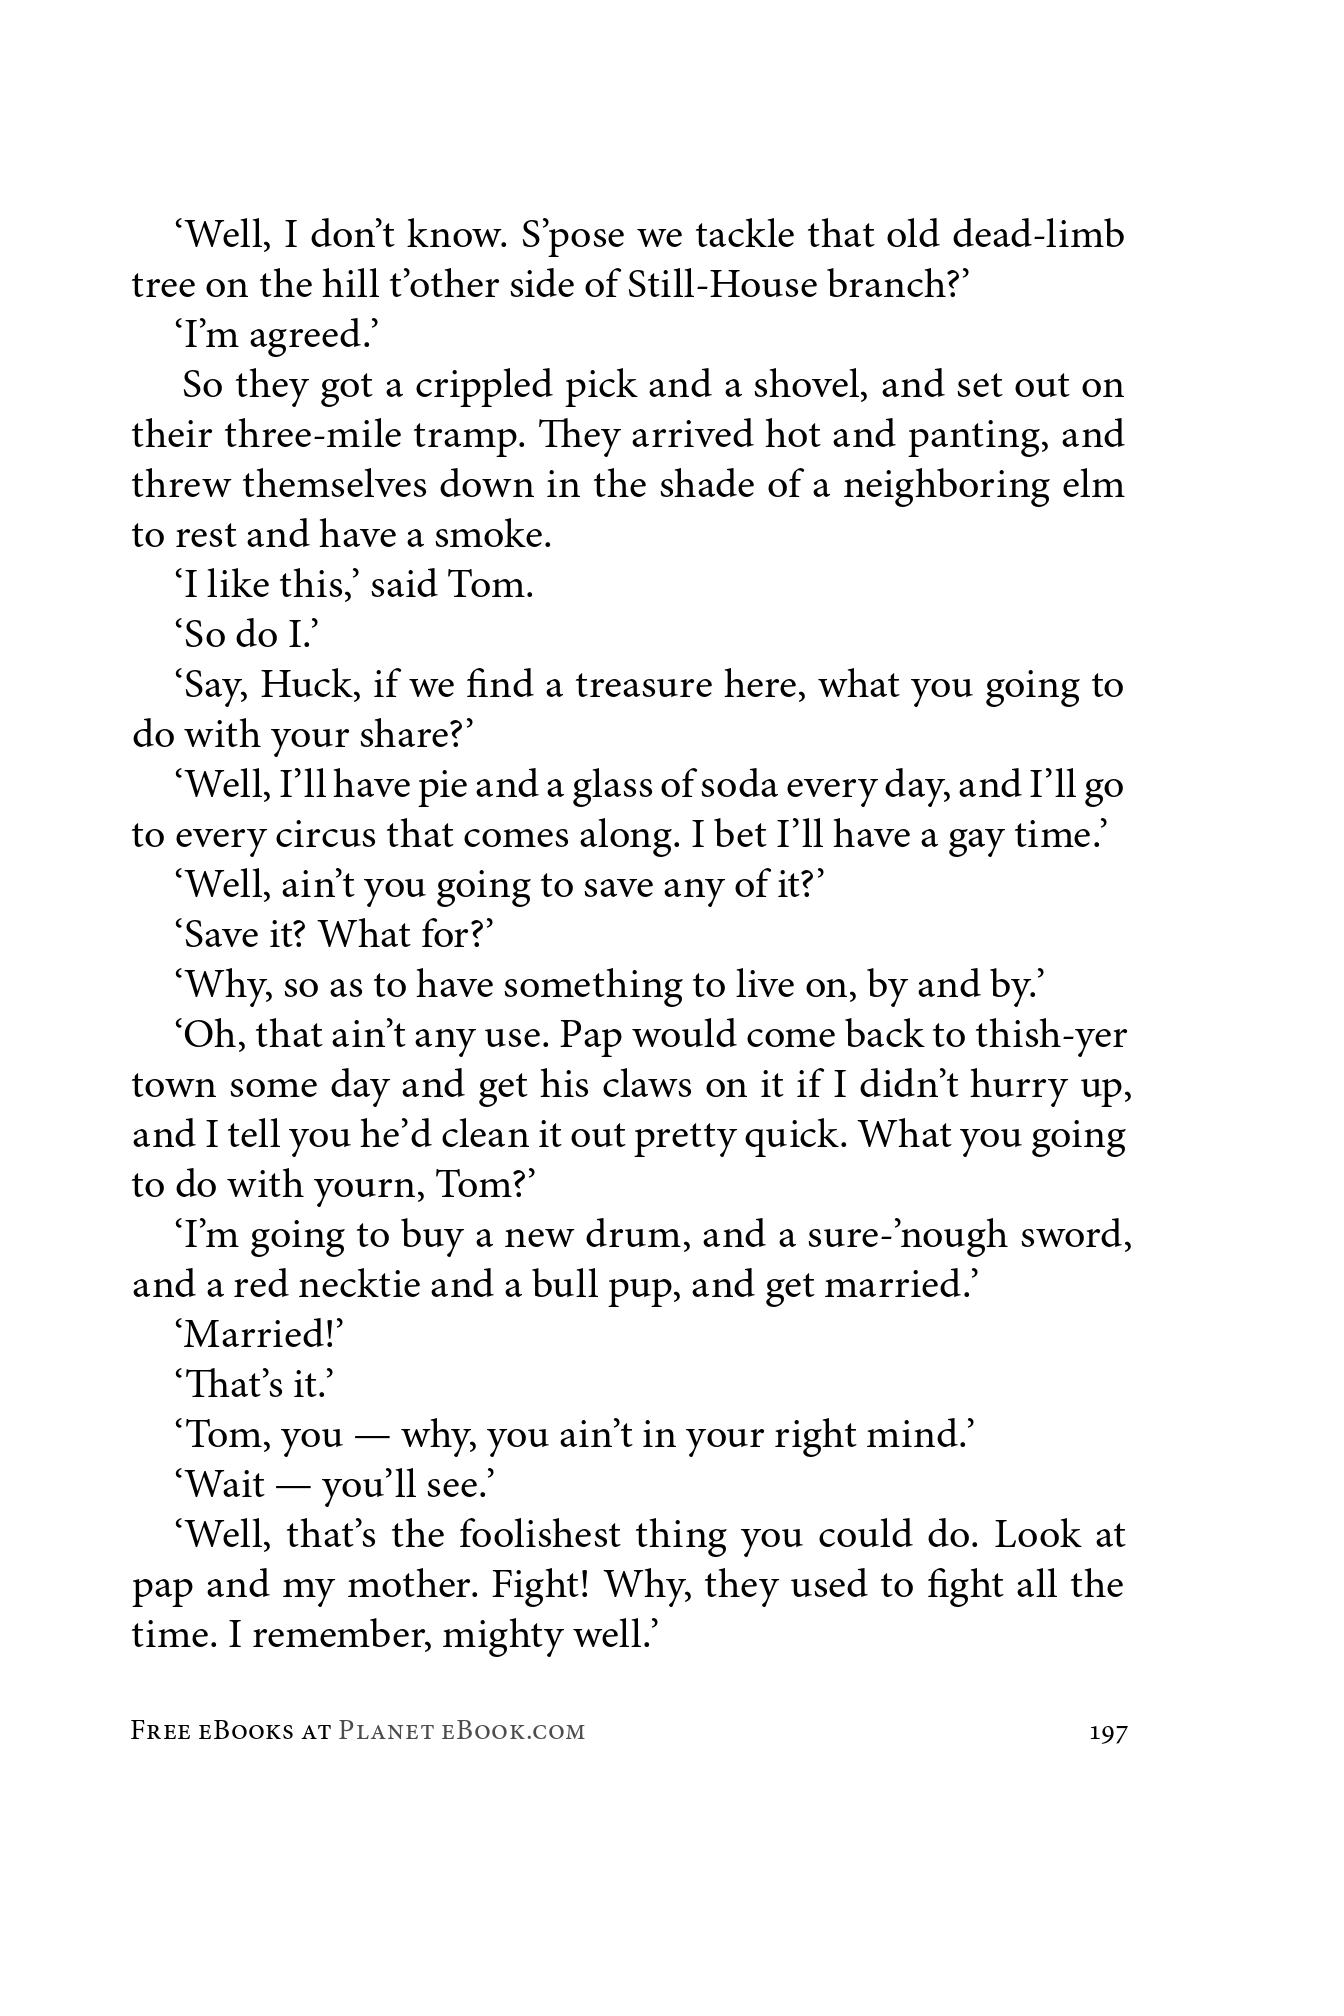 ‘Well, I don’t know. S’pose we tackle that old dead-limb
tree on the hill t’other side of Still-House branch?’
‘I’m agreed.’
So they got a crippled pick and a shovel, and set out on
their three-mile tramp. They arrived hot and panting, and
threw themselves down in the shade of a neighboring elm
to rest and have a smoke.
‘I like this,’ said Tom.
‘So do I.’
‘Say, Huck, if we find a treasure here, what you going to
do with your share?’
‘Well, I’ll have pie and a glass of soda every day, and I’ll go
to every circus that comes along. I bet I’ll have a gay time.’
‘Well, ain’t you going to save any of it?’
‘Save it? What for?’
‘Why, so as to have something to live on, by and by.’
‘Oh, that ain’t any use. Pap would come back to thish-yer
town some day and get his claws on it if I didn’t hurry up,
and I tell you he’d clean it out pretty quick. What you going
to do with yourn, Tom?’
‘I’m going to buy a new drum, and a sure-’nough sword,
and a red necktie and a bull pup, and get married.’
‘Married!’
‘That’s it.’
‘Tom, you — why, you ain’t in your right mind.’
‘Wait — you’ll see.’
‘Well, that’s the foolishest thing you could do. Look at
pap and my mother. Fight! Why, they used to fight all the
time. I remember, mighty well.’
Free eBooks at Planet eBook.com 197